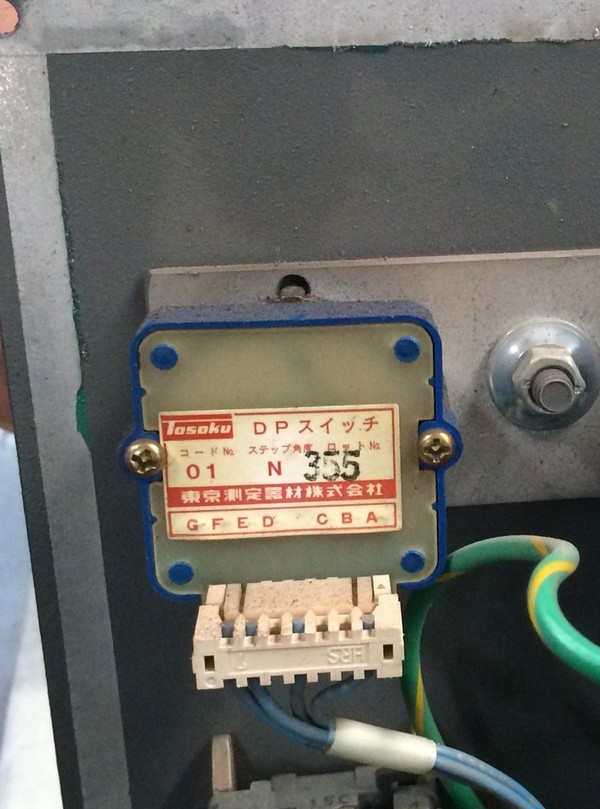 Tosoku DPスイッチ
コード№ ステップ角度 ロット№
01 N 355
東京測定器材株式会社
GFED CBA
HRS